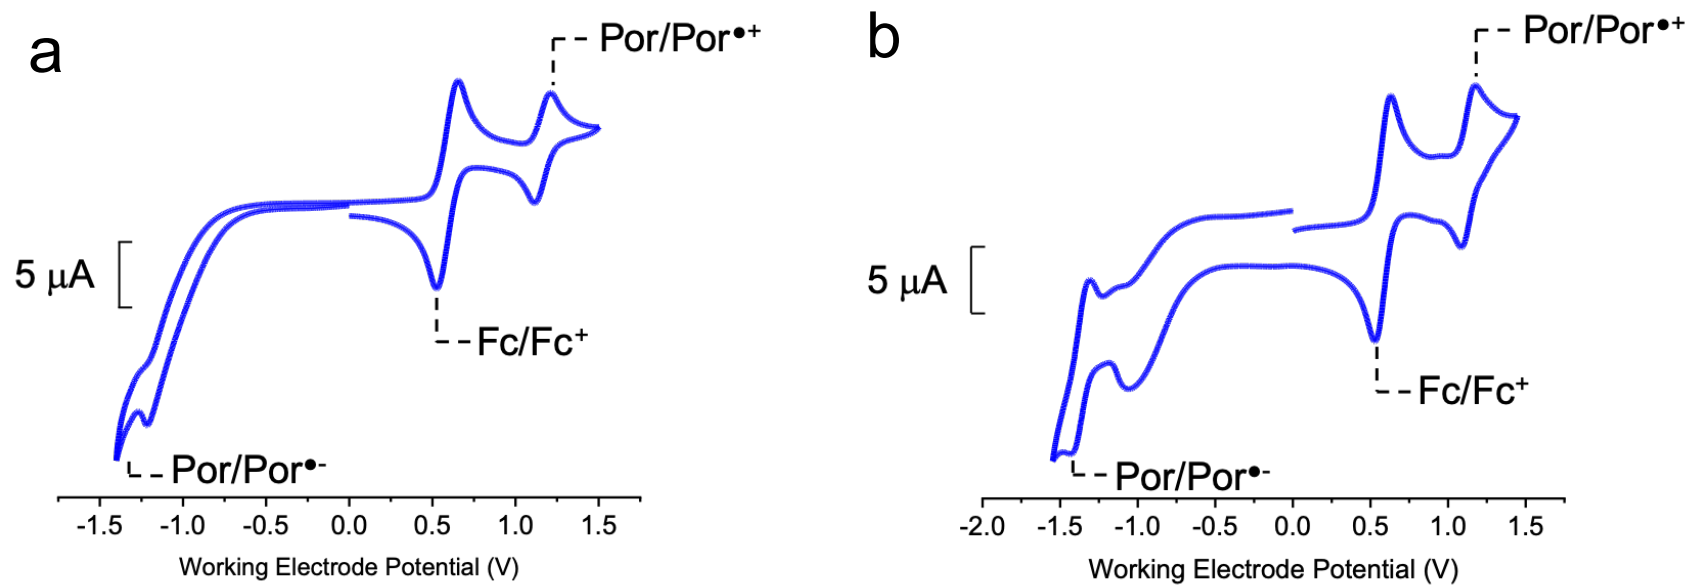 a
Por/Por•+
5 μA
Fc/Fc+
Por/Por•-
-1.5 -1.0 -0.5 0.0 0.5 1.0 1.5
Working Electrode Potential (V)
b
Por/Por•+
5 μA
Fc/Fc+
Por/Por•-
-2.0 -1.5 -1.0 -0.5 0.0 0.5 1.0 1.5
Working Electrode Potential (V)